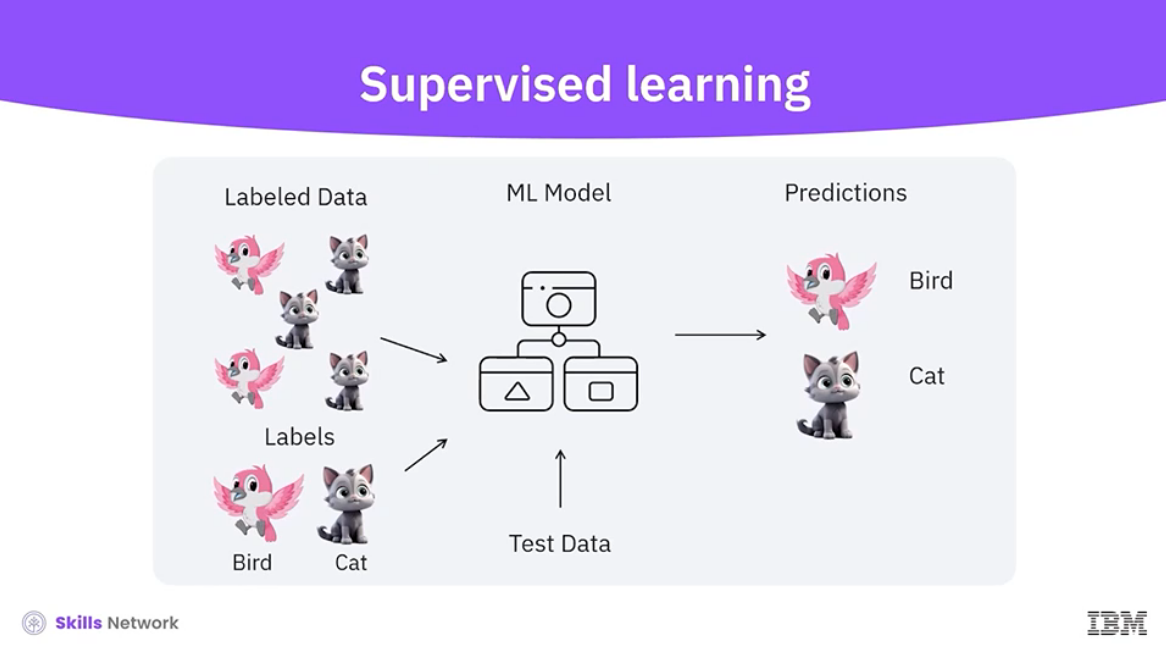 Supervised learning
Labeled Data
ML Model
Predictions
Bird
Cat
Labels
Bird
Cat
Test Data
Skills Network
IBM